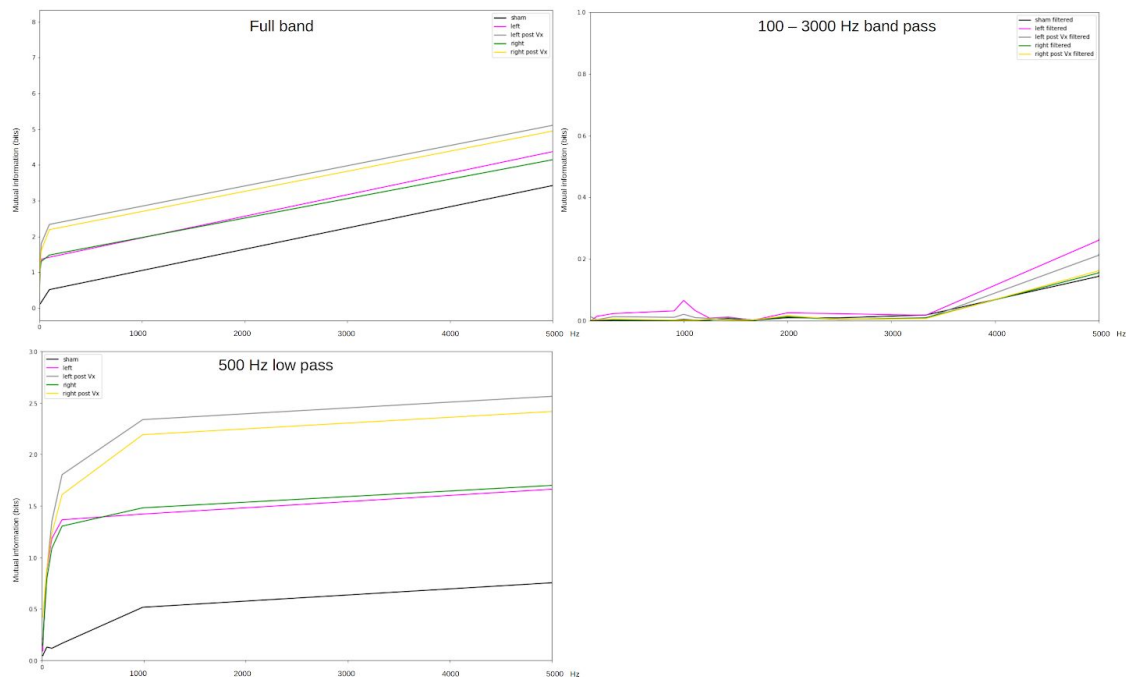 Full band
sham
left
left post Vx
right
right post Vx
Mutual information (bits)
8
7
6
5
4
3
2
1
0
0 1000 2000 3000 4000 5000 Hz
100 – 3000 Hz band pass
sham filtered
left filtered
left post Vx filtered
right filtered
right post Vx filtered
Mutual information (bits)
1.0
0.8
0.6
0.4
0.2
0.0
1000 2000 3000 4000 5000 Hz
500 Hz low pass
sham
left
left post Vx
right
right post Vx
Mutual information (bits)
3.0
2.5
2.0
1.5
1.0
0.5
0.0
0 1000 2000 3000 4000 5000 Hz